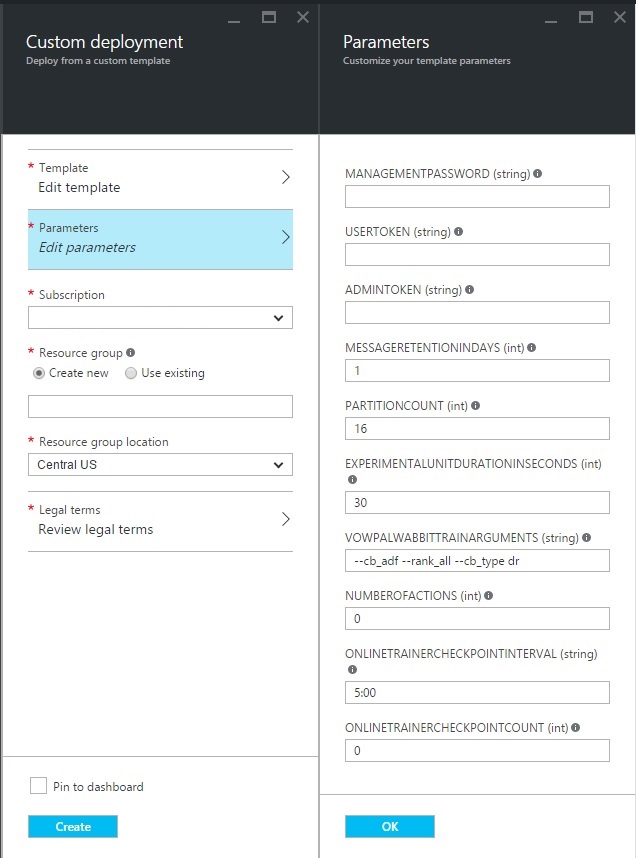 Custom deployment
Deploy from a custom template
* Template
Edit template
* Parameters
Edit parameters
* Subscription
* Resource group
Create new Use existing
* Resource group location
Central US
* Legal terms
Review legal terms
Pin to dashboard
Create
Parameters
Customize your template parameters
MANAGEMENTPASSWORD (string)
USERTOKEN (string)
ADMINTOKEN (string)
MESSAGERETENTIONINDAYS (int)
1
PARTITIONCOUNT (int)
16
EXPERIMENTALUNITDURATIONINSECONDS (int)
30
VOWPALWABBITTRAINARGUMENTS (string)
--cb_adf --rank_all --cb_type dr
NUMBEROFACTIONS (int)
0
ONLINETRAINERCHECKPOINTINTERVAL (string)
5:00
ONLINETRAINERCHECKPOINTCOUNT (int)
0
OK